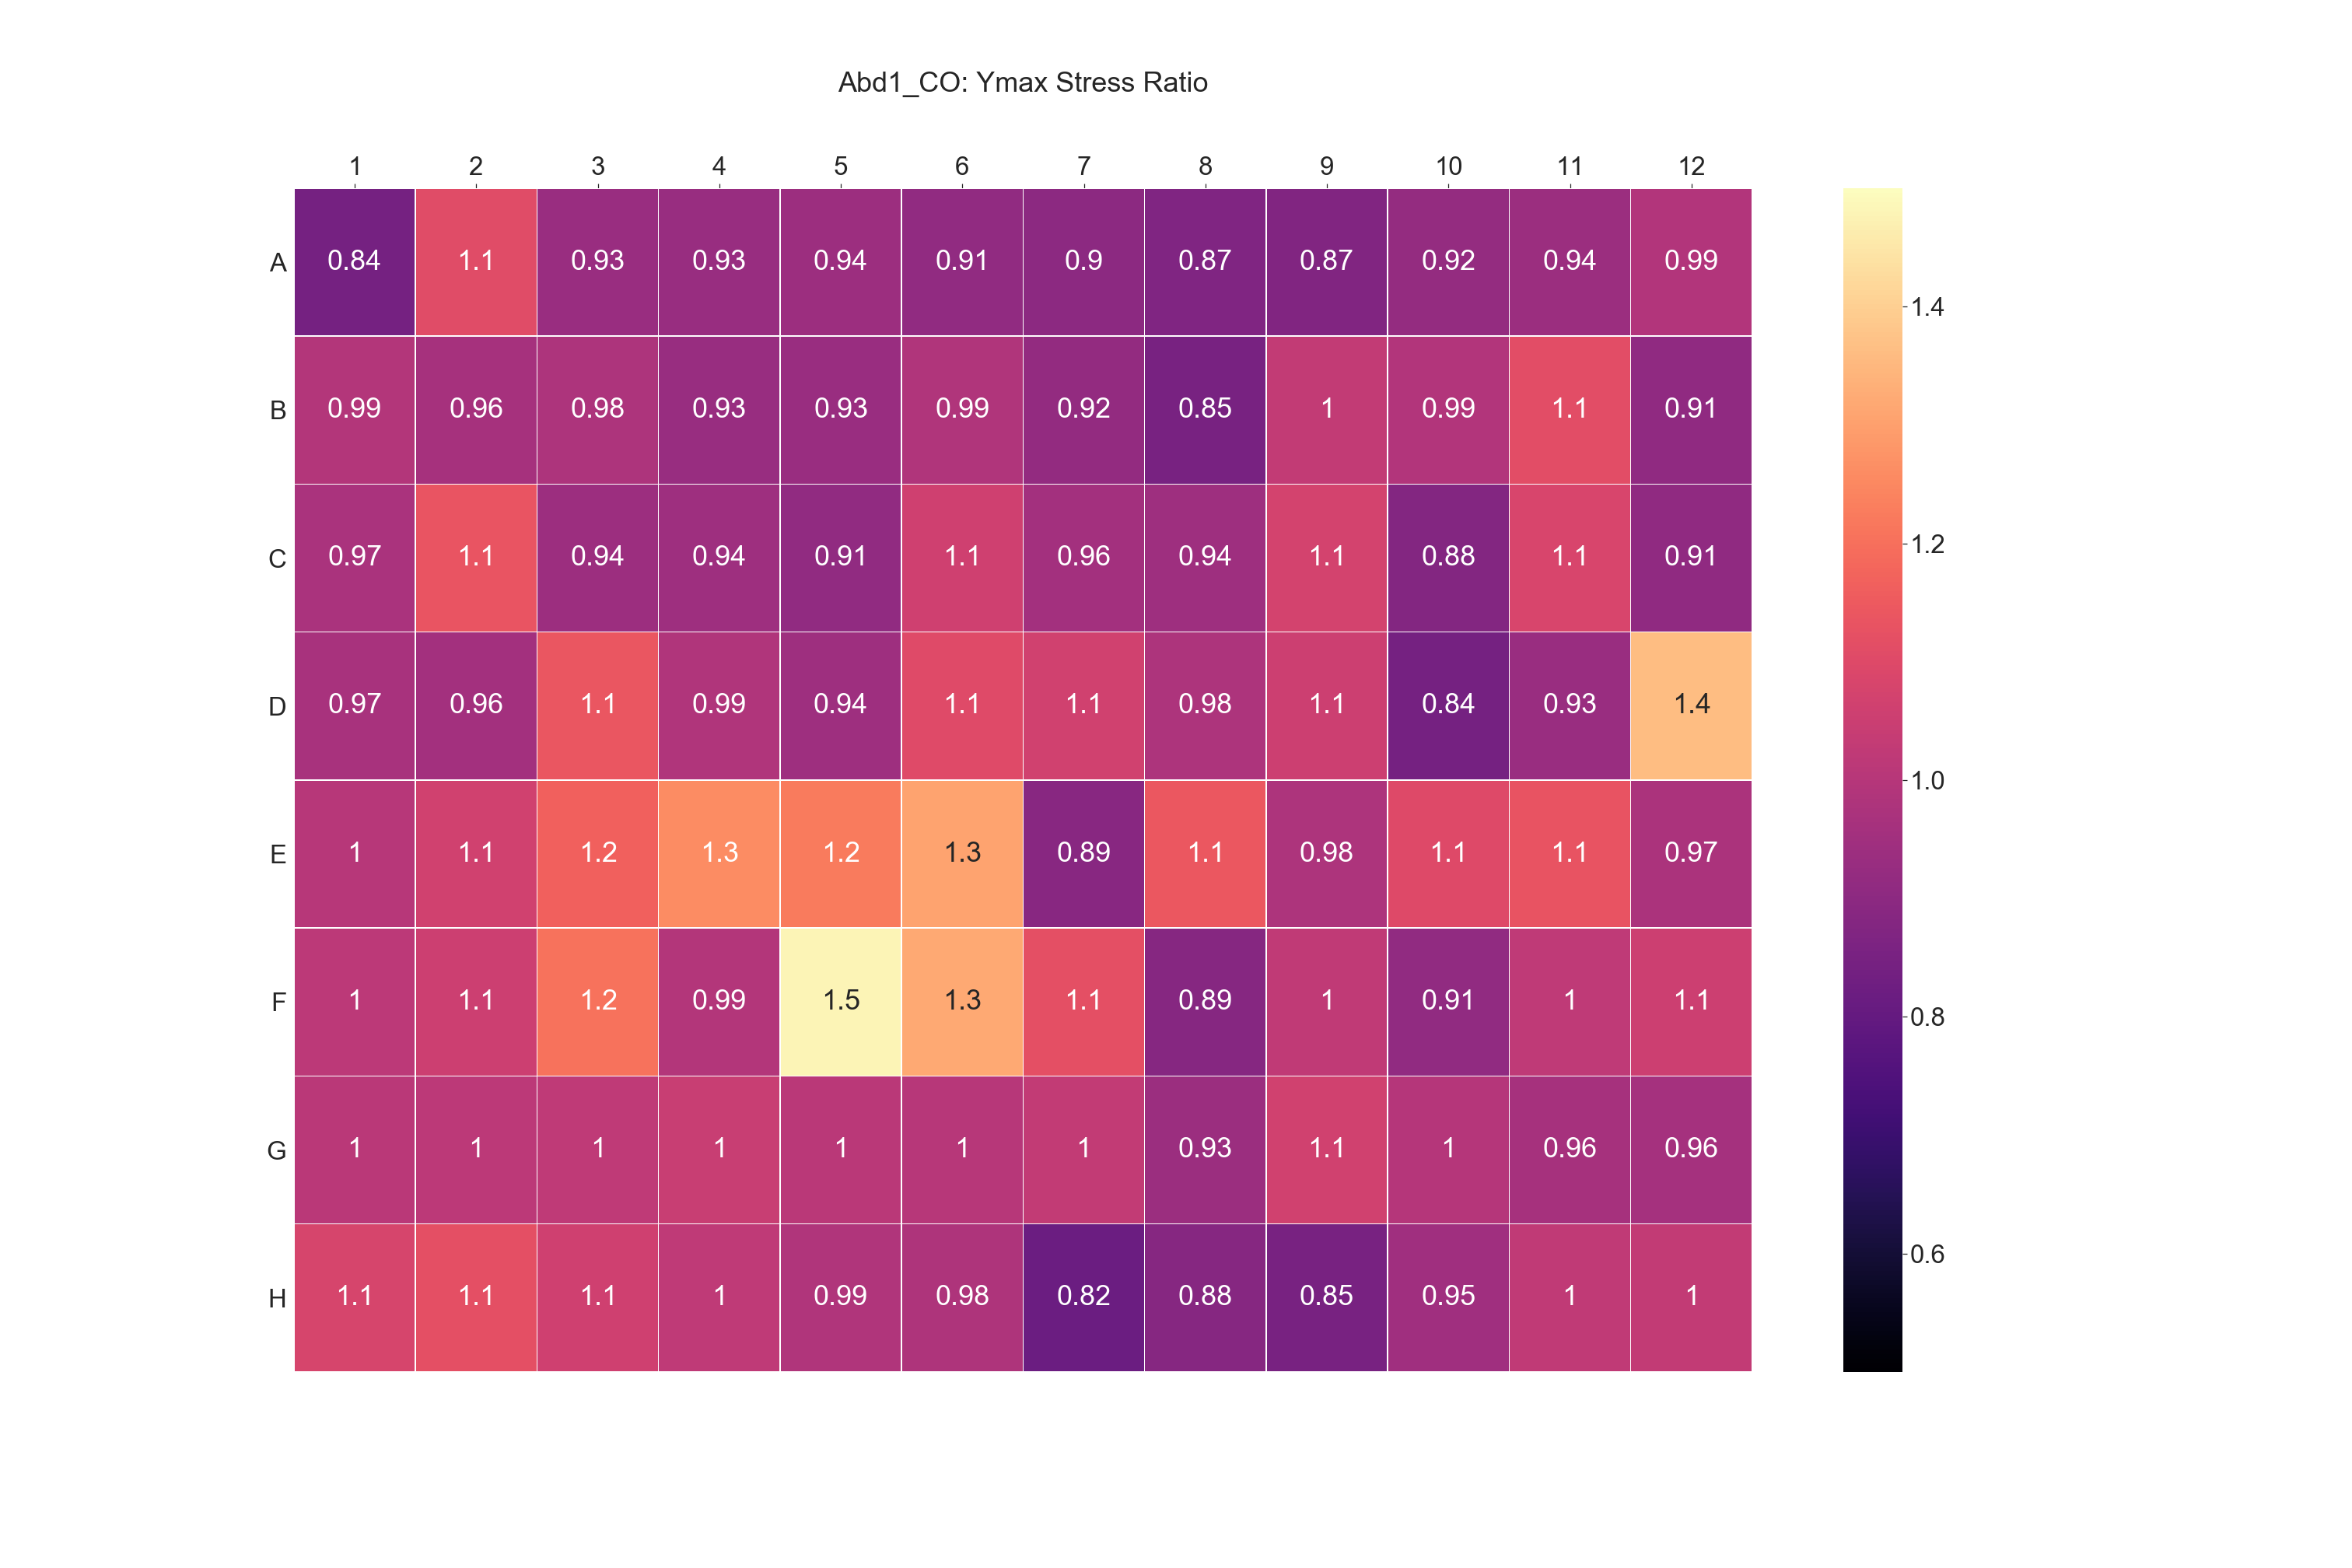 Abd1_CO: Ymax Stress Ratio
1 2 3 4 5 6 7 8 9 10 11 12
A 0.84 1.1 0.93 0.93 0.94 0.91 0.9 0.87 0.87 0.92 0.94 0.99
B 0.99 0.96 0.98 0.93 0.93 0.99 0.92 0.85 1 0.99 1.1 0.91
C 0.97 1.1 0.94 0.94 0.91 1.1 0.96 0.94 1.1 0.88 1.1 0.91
D 0.97 0.96 1.1 0.99 0.94 1.1 1.1 0.98 1.1 0.84 0.93 1.4
E 1 1.1 1.2 1.3 1.2 1.3 0.89 1.1 0.98 1.1 1.1 0.97
F 1 1.1 1.2 0.99 1.5 1.3 1.1 0.89 1 0.91 1 1.1
G 1 1 1 1 1 1 1 0.93 1.1 1 0.96 0.96
H 1.1 1.1 1.1 1 0.99 0.98 0.82 0.88 0.85 0.95 1 1
1.4
1.2
1.0
0.8
0.6